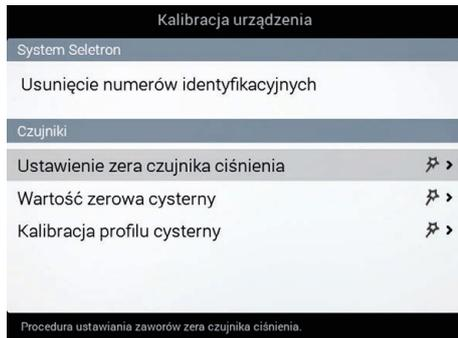 Kalibracja urządzenia
System Seletron
Usunięcie numerów identyfikacyjnych
Czujniki
Ustawienie zera czujnika ciśnienia
Wartość zerowa cysterny
Kalibracja profilu cysterny
Procedura ustawiania zaworów zera czujnika ciśnienia.